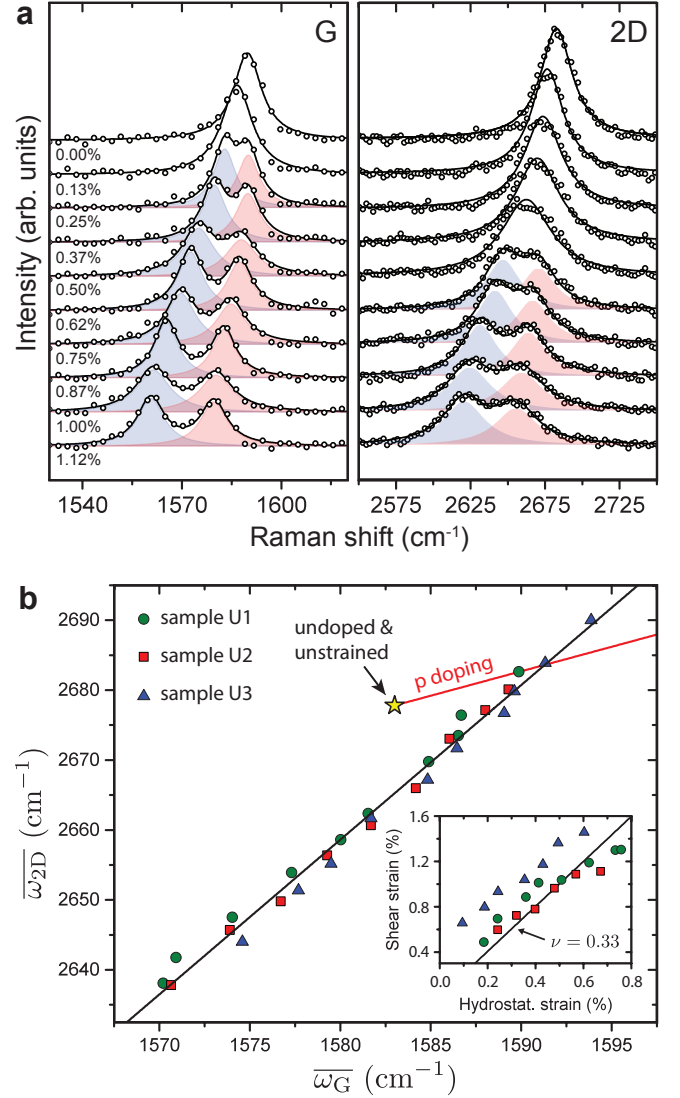 a
G
2D
Intensity (arb. units)
0.00%
0.13%
0.25%
0.37%
0.50%
0.62%
0.75%
0.87%
1.00%
1.12%
1540 1570 1600
2575 2625 2675 2725
Raman shift (cm⁻¹)
b
sample U1
sample U2
sample U3
undoped &
unstrained
p doping
2690
2680
2670
2660
2650
2640
ω2D (cm⁻¹)
1570 1575 1580 1585 1590 1595
ωG (cm⁻¹)
1.6
1.2
0.8
0.4
Shear strain (%)
ν = 0.33
0.0 0.2 0.4 0.6 0.8
Hydrostat. strain (%)